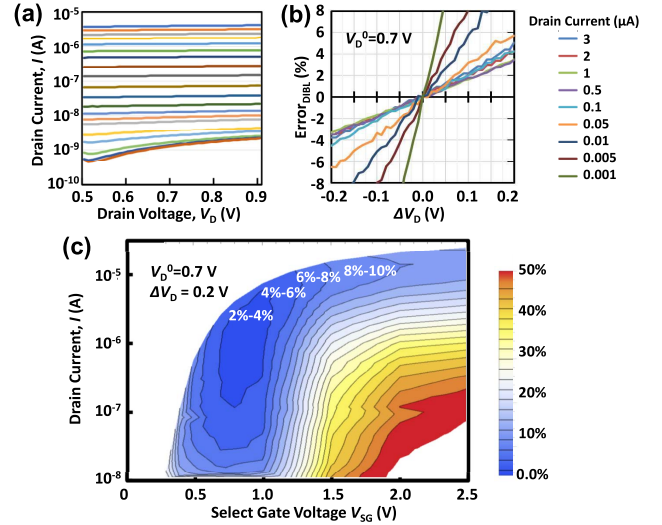 (a)
10⁻⁵
10⁻⁶
10⁻⁷
10⁻⁸
10⁻⁹
10⁻¹⁰
Drain Current, I (A)
0.5 0.6 0.7 0.8 0.9
Drain Voltage, V_D (V)
(b)
8
6
4
2
0
-2
-4
-6
-8
Error_DIBL (%)
V_D⁰=0.7 V
-0.2 -0.1 0.0 0.1 0.2
ΔV_D (V)
Drain Current (μA)
3
2
1
0.5
0.1
0.05
0.01
0.005
0.001
(c)
V_D⁰=0.7 V
ΔV_D = 0.2 V
2%-4%
4%-6%
6%-8%
8%-10%
10⁻⁵
10⁻⁶
10⁻⁷
10⁻⁸
Drain Current, I (A)
0 0.5 1.0 1.5 2.0 2.5
Select Gate Voltage V_SG (V)
50%
40%
30%
20%
10%
0.0%